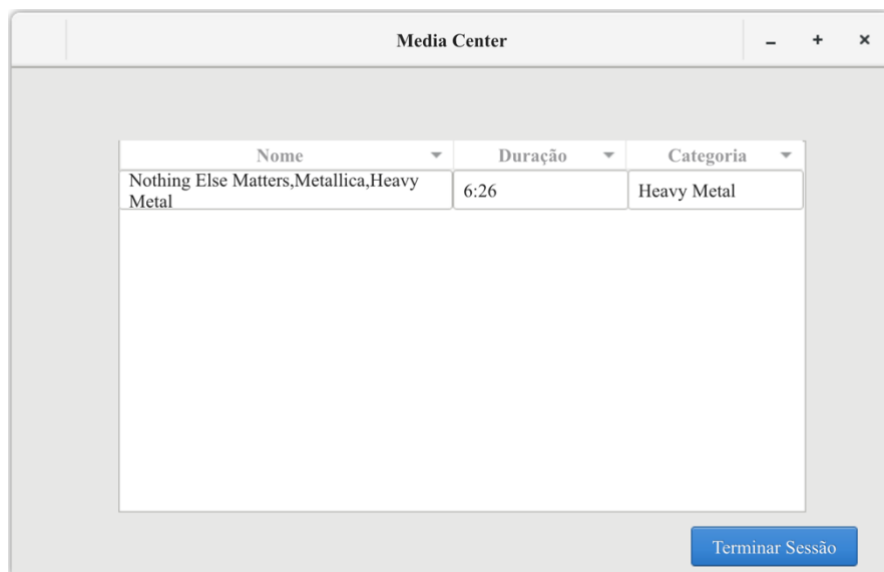 Media Center
Nome Duração Categoria
Nothing Else Matters,Metallica,Heavy
Metal
6:26
Heavy Metal
Terminar Sessão